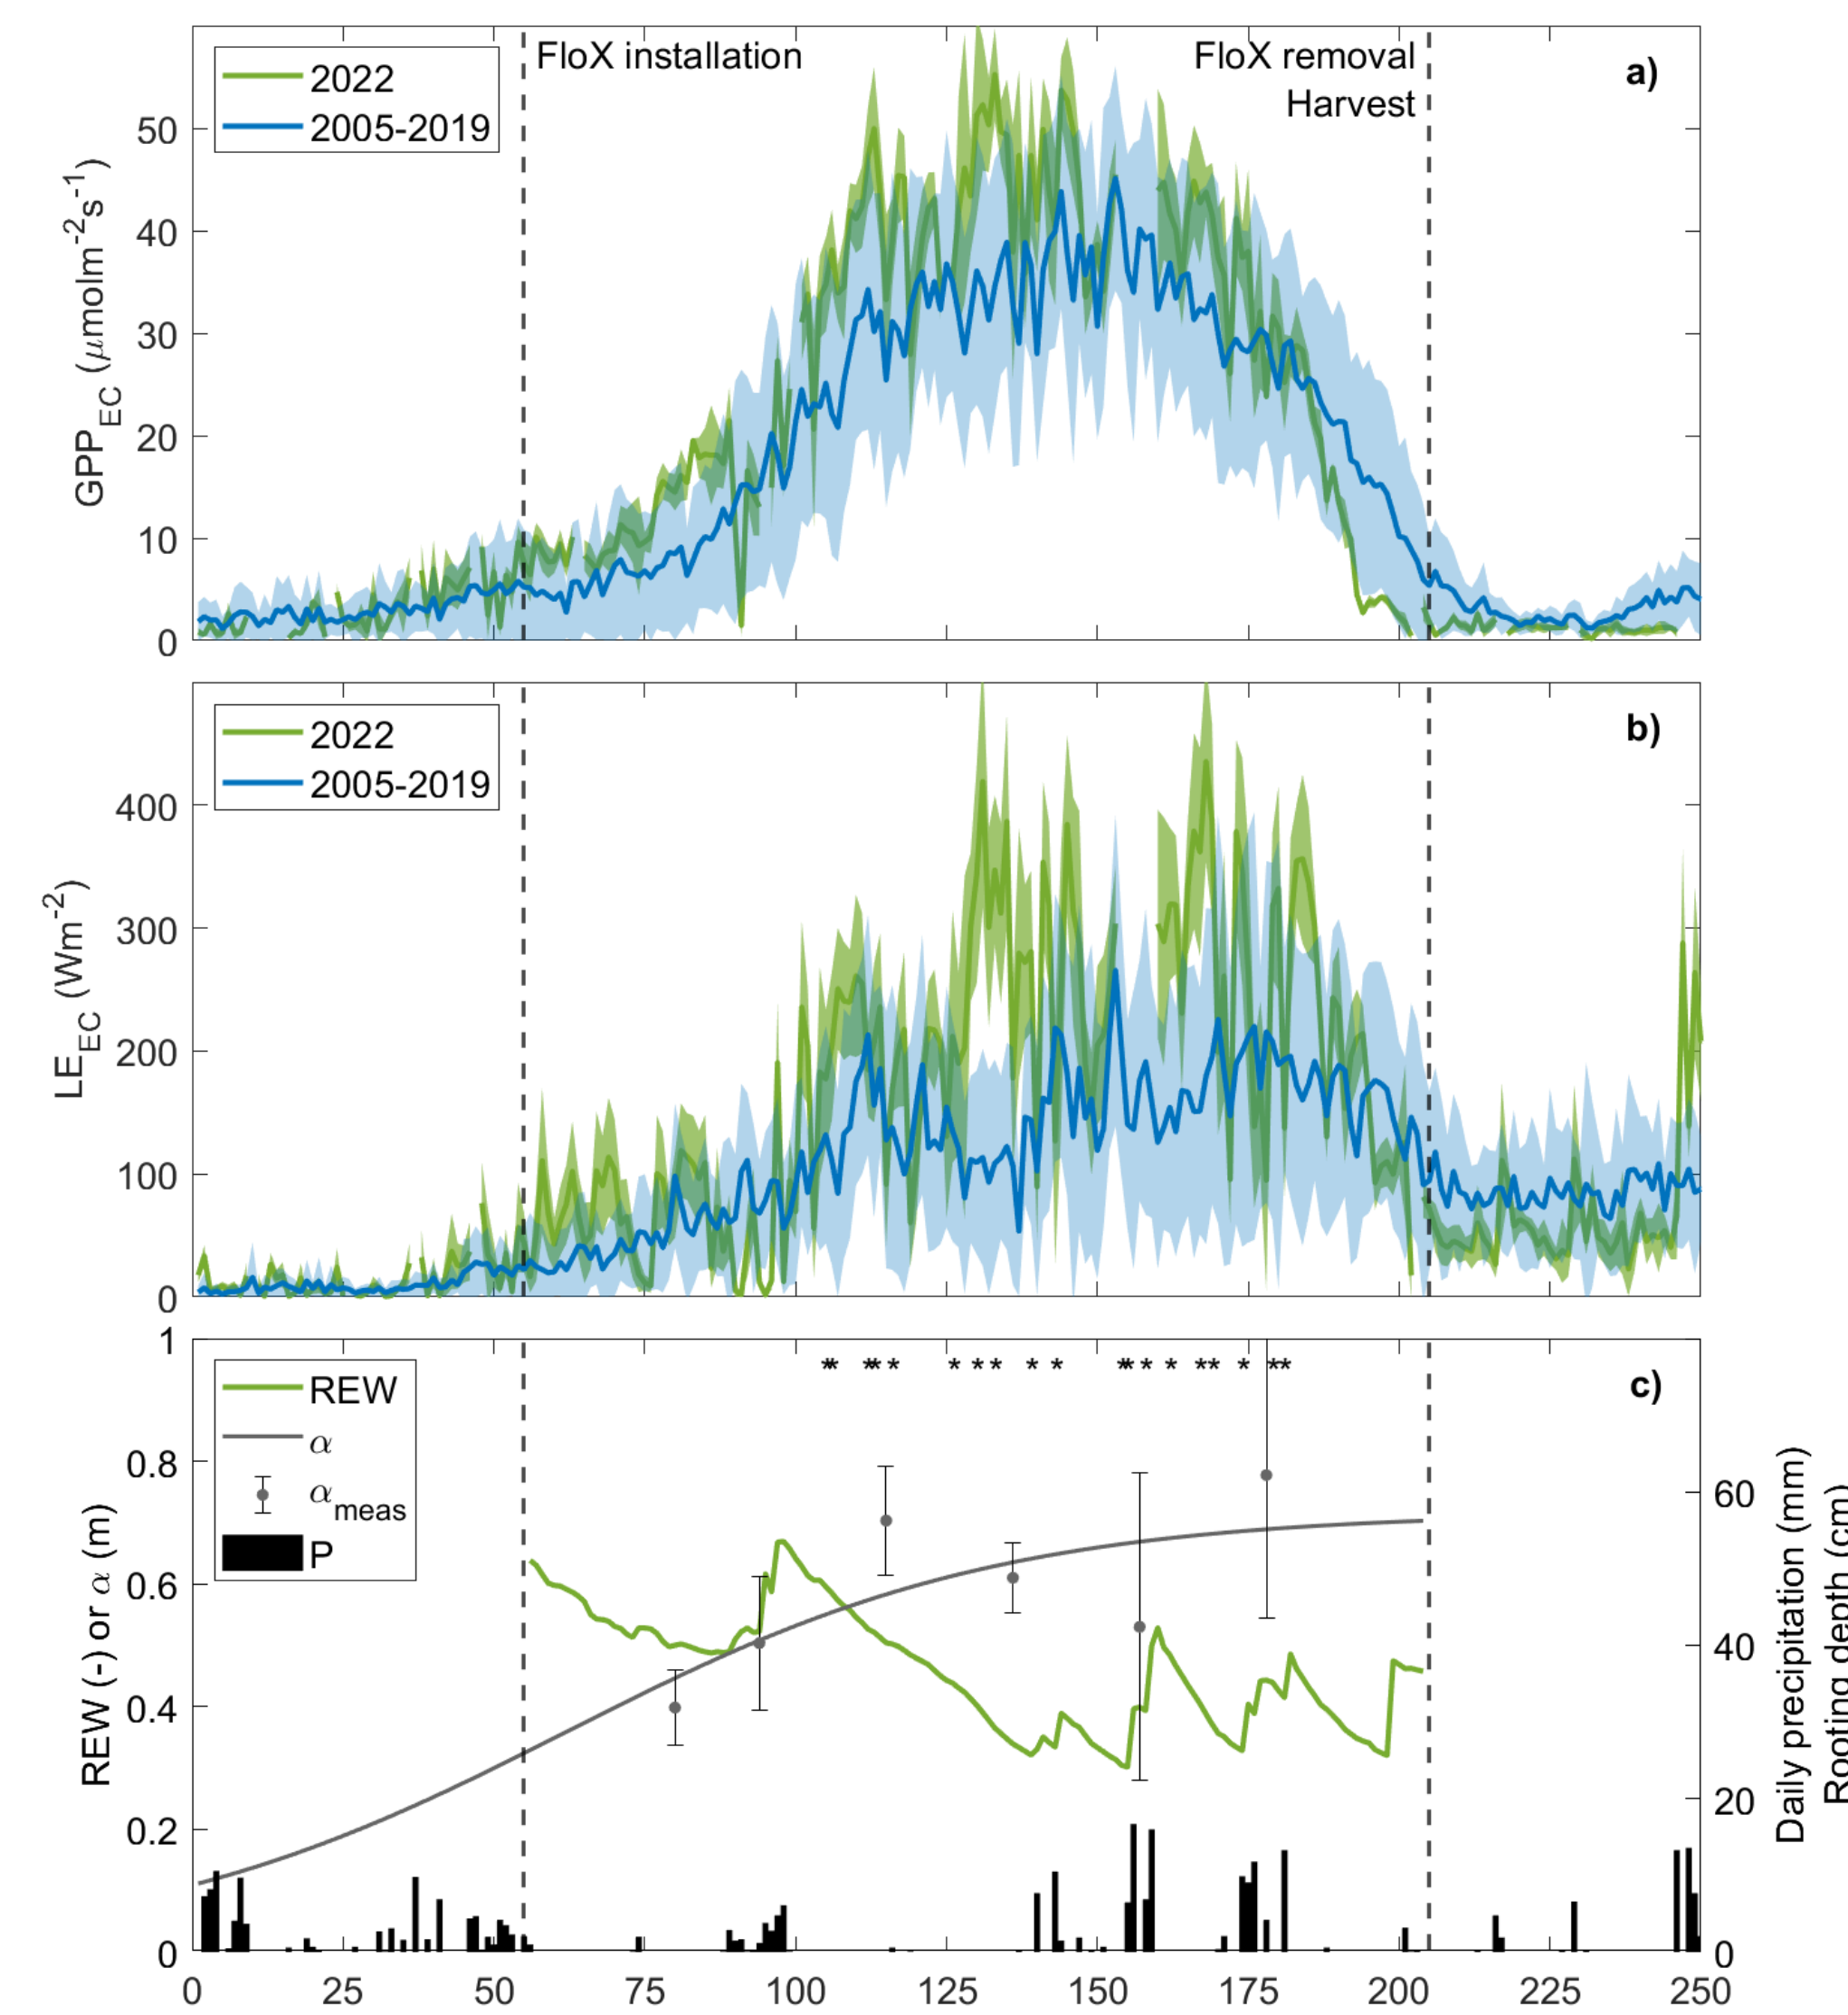 FloX installation
FloX removal
Harvest
a)
2022
2005-2019
50
40
30
20
10
0
GPP_EC (μmolm⁻²s⁻¹)
b)
2022
2005-2019
400
300
200
100
0
LE_EC (Wm⁻²)
** *** * * * * * * ** * * ** * **
c)
REW
α
α_meas
P
1
0.8
0.6
0.4
0.2
0
REW (-) or α (m)
60
40
20
0
Daily precipitation (mm)
Rooting depth (cm)
0 25 50 75 100 125 150 175 200 225 250